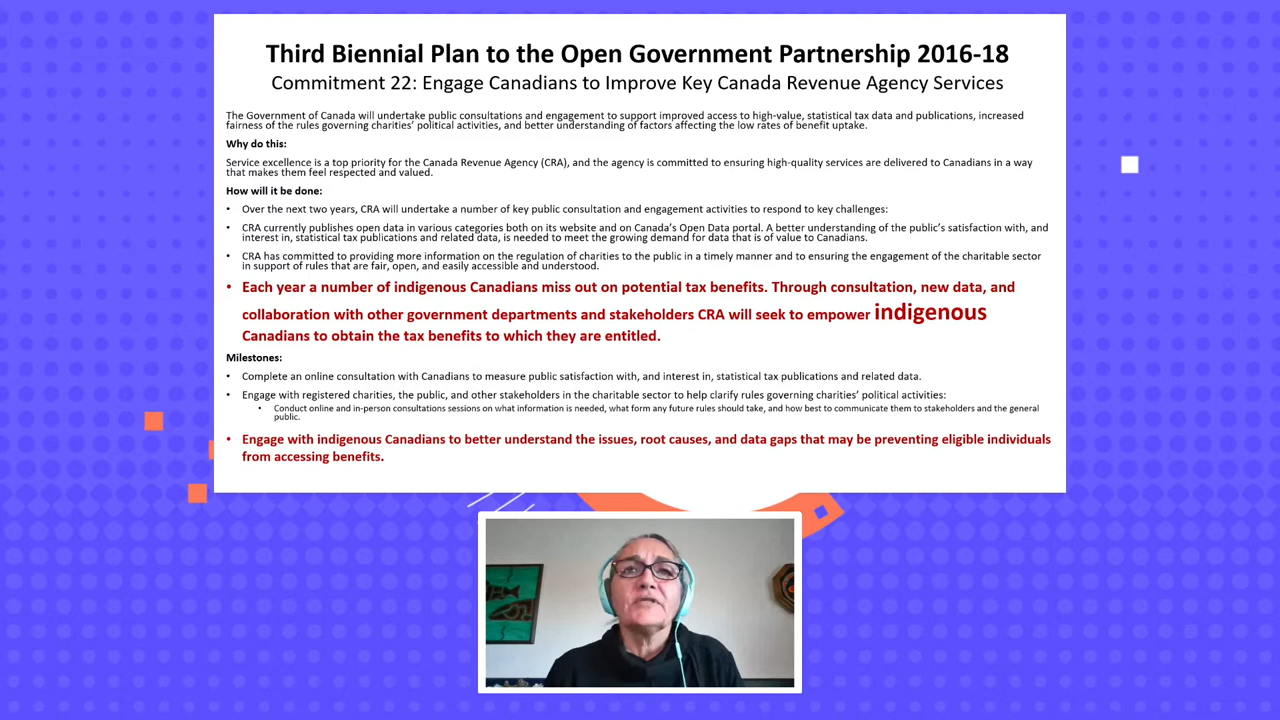 Third Biennial Plan to the Open Government Partnership 2016-18
Commitment 22: Engage Canadians to Improve Key Canada Revenue Agency Services
The Government of Canada will undertake public consultations and engagement to support improved access to high-value, statistical tax data and publications, increased
fairness of the rules governing charities' political activities, and better understanding of factors affecting the low rates of benefit uptake.
Why do this:
Service excellence is a top priority for the Canada Revenue Agency (CRA), and the agency is committed to ensuring high-quality services are delivered to Canadians in a way
that makes them feel respected and valued.
How will it be done:
• Over the next two years, CRA will undertake a number of key public consultation and engagement activities to respond to key challenges:
• CRA currently publishes open data in various categories both on its website and on Canada's Open Data portal. A better understanding of the public's satisfaction with, and
interest in, statistical tax publications and related data, is needed to meet the growing demand for data that is of value to Canadians.
• CRA has committed to providing more information on the regulation of charities to the public in a timely manner and to ensuring the engagement of the charitable sector
in support of rules that are fair, open, and easily accessible and understood.
• Each year a number of indigenous Canadians miss out on potential tax benefits. Through consultation, new data, and
collaboration with other government departments and stakeholders CRA will seek to empower indigenous
Canadians to obtain the tax benefits to which they are entitled.
Milestones:
• Complete an online consultation with Canadians to measure public satisfaction with, and interest in, statistical tax publications and related data.
• Engage with registered charities, the public, and other stakeholders in the charitable sector to help clarify rules governing charities' political activities:
• Conduct online and in-person consultations sessions on what information is needed, what form any future rules should take, and how best to communicate them to stakeholders and the general
public.
• Engage with indigenous Canadians to better understand the issues, root causes, and data gaps that may be preventing eligible individuals
from accessing benefits.